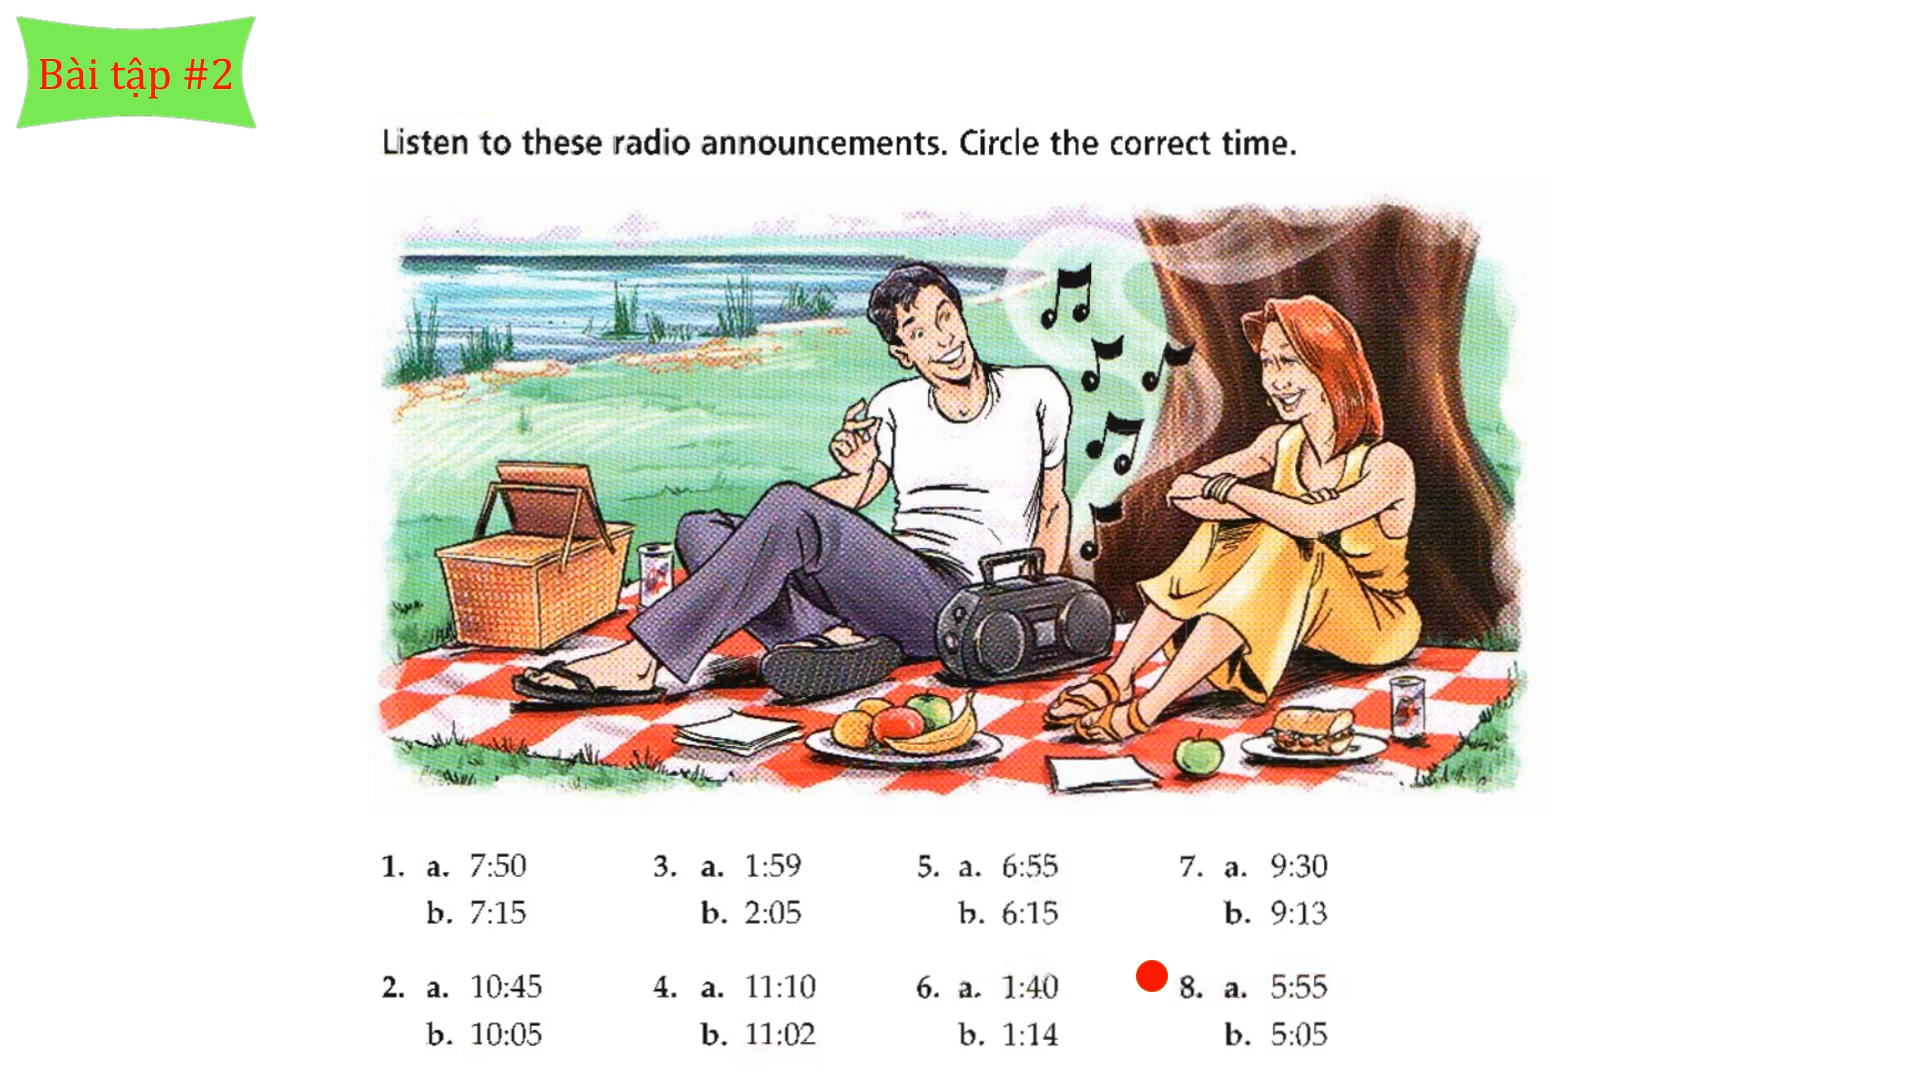 Bài tập #2
Listen to these radio announcements. Circle the correct time.
1. a. 7:50
b. 7:15
2. a. 10:45
b. 10:05
3. a. 1:59
b. 2:05
4. a. 11:10
b. 11:02
5. a. 6:55
b. 6:15
6. a. 1:40
b. 1:14
7. a. 9:30
b. 9:13
8. a. 5:55
b. 5:05